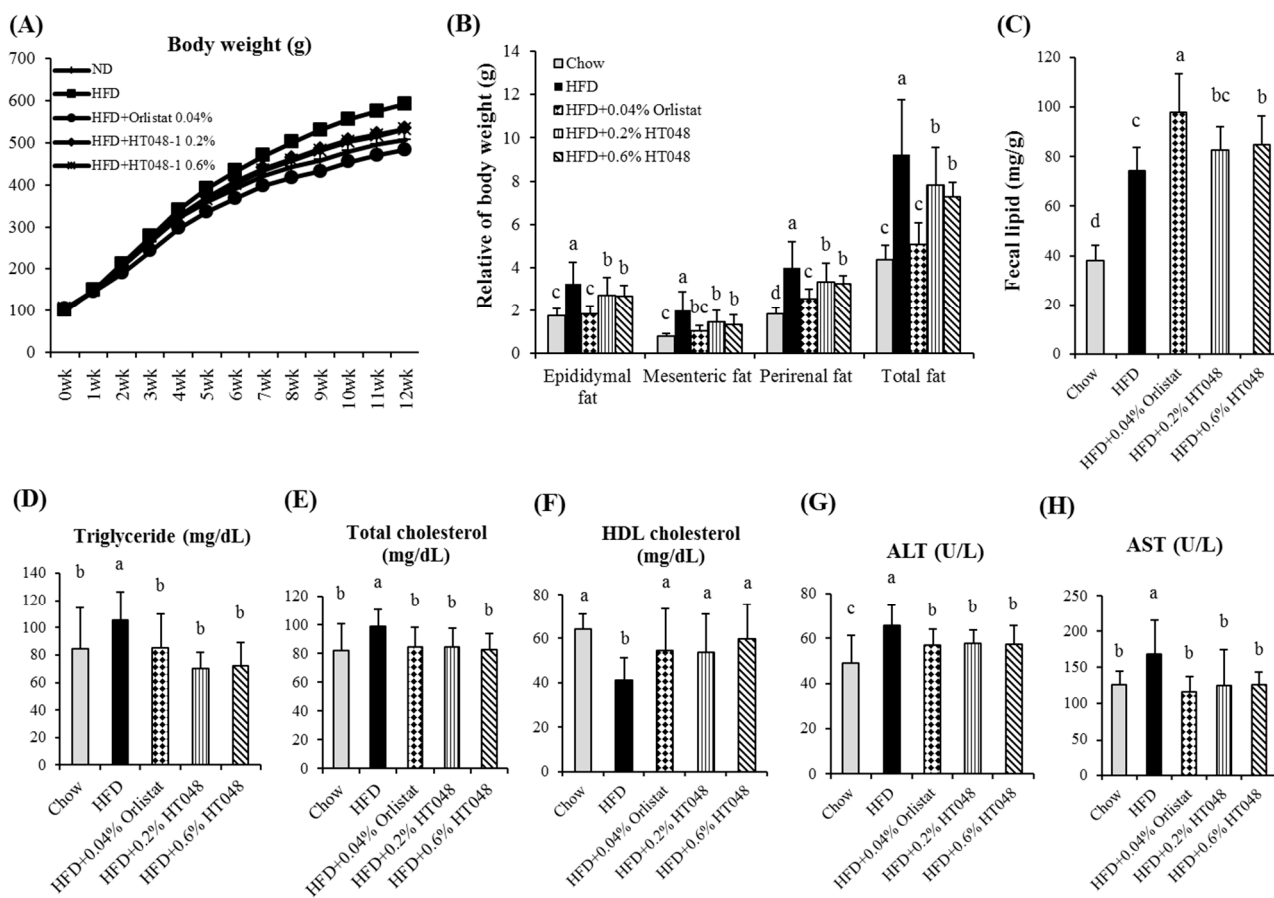 (A)
Body weight (g)
700
600
500
400
300
200
100
0
ND
HFD
HFD+Orlistat 0.04%
HFD+HT048-1 0.2%
HFD+HT048-1 0.6%
0wk
1wk
2wk
3wk
4wk
5wk
6wk
7wk
8wk
9wk
10wk
11wk
12wk
(B)
Relative of body weight (g)
14
12
10
8
6
4
2
0
Chow
HFD
HFD+0.04% Orlistat
HFD+0.2% HT048
HFD+0.6% HT048
c a c b b
c a bc b b
d a c b b
c a c b b
Epididymal fat
Mesenteric fat
Perirenal fat
Total fat
(C)
Fecal lipid (mg/g)
120
100
80
60
40
20
0
d c a bc b
Chow
HFD
HFD+0.04% Orlistat
HFD+0.2% HT048
HFD+0.6% HT048
(D)
Triglyceride (mg/dL)
140
120
100
80
60
40
20
0
b a b b b
Chow
HFD
HFD+0.04% Orlistat
HFD+0.2% HT048
HFD+0.6% HT048
(E)
Total cholesterol
(mg/dL)
120
100
80
60
40
20
0
b a b b b
Chow
HFD
HFD+0.04% Orlistat
HFD+0.2% HT048
HFD+0.6% HT048
(F)
HDL cholesterol
(mg/dL)
80
60
40
20
0
a b a a a
Chow
HFD
HFD+0.04% Orlistat
HFD+0.2% HT048
HFD+0.6% HT048
(G)
ALT (U/L)
80
60
40
20
0
c a b b b
Chow
HFD
HFD+0.04% Orlistat
HFD+0.2% HT048
HFD+0.6% HT048
(H)
AST (U/L)
250
200
150
100
50
0
b a b b b
Chow
HFD
HFD+0.04% Orlistat
HFD+0.2% HT048
HFD+0.6% HT048